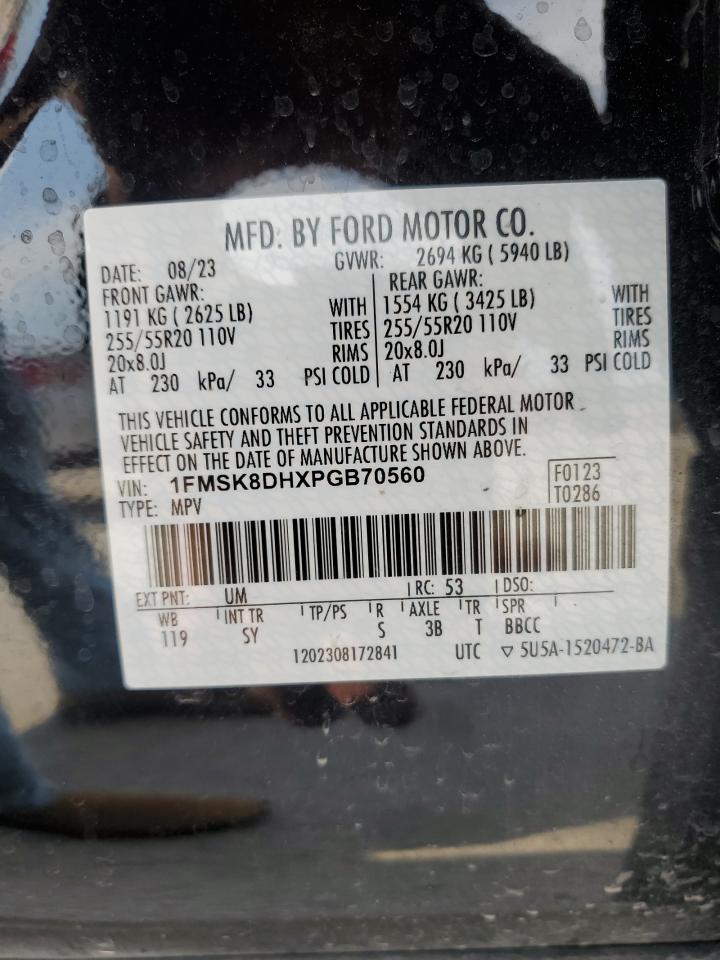 MFD. BY FORD MOTOR CO.
DATE: 08/23 GVWR: 2694 KG ( 5940 LB)
FRONT GAWR: REAR GAWR:
1191 KG ( 2625 LB) WITH 1554 KG ( 3425 LB) WITH
255/55R20 110V TIRES 255/55R20 110V TIRES
20x8.0J RIMS 20x8.0J RIMS
AT 230 kPa/ 33 PSI COLD AT 230 kPa/ 33 PSI COLD
THIS VEHICLE CONFORMS TO ALL APPLICABLE FEDERAL MOTOR
VEHICLE SAFETY AND THEFT PREVENTION STANDARDS IN
EFFECT ON THE DATE OF MANUFACTURE SHOWN ABOVE.
VIN: 1FMSK8DHXPGB70560 F0123
TYPE: MPV T0286
EXT PNT: UM RC: 53 DSO:
WB INT TR TP/PS R AXLE TR SPR
119 SY S 3B T BBCC
1202308172841 UTC ▽ 5U5A-1520472-BA